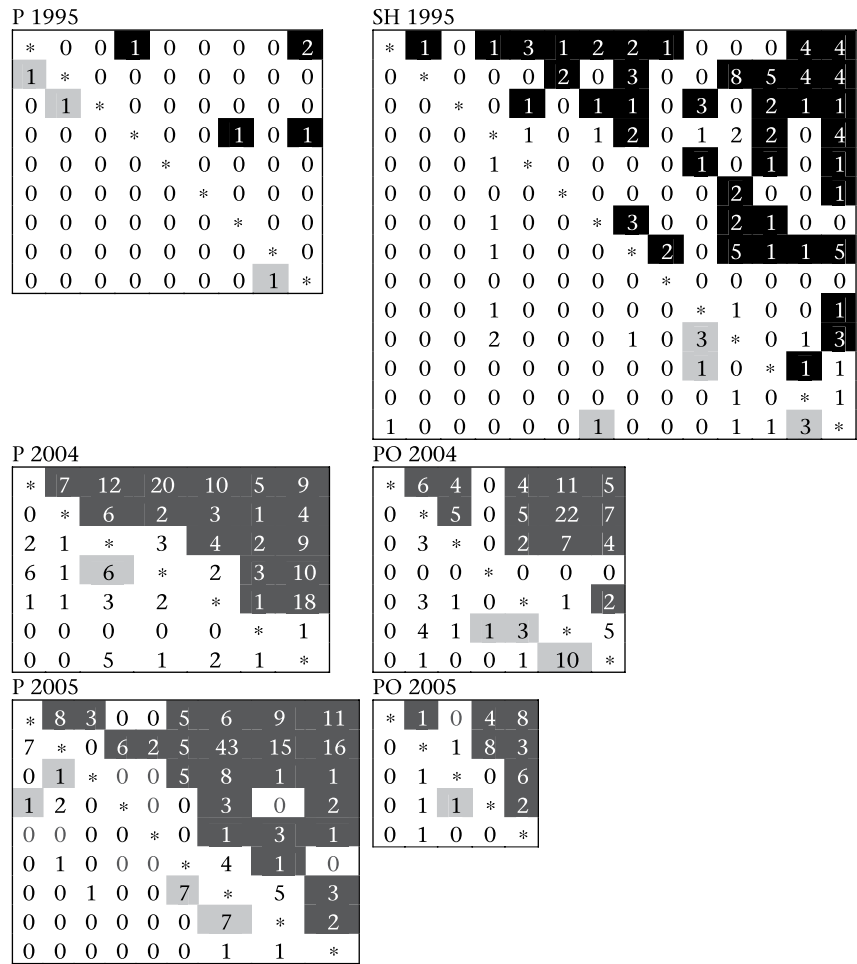 P 1995
* 0 0 1 0 0 0 0 2
1 * 0 0 0 0 0 0 0
0 1 * 0 0 0 0 0 0
0 0 0 * 0 0 1 0 1
0 0 0 0 * 0 0 0 0
0 0 0 0 0 * 0 0 0
0 0 0 0 0 0 * 0 0
0 0 0 0 0 0 0 * 0
0 0 0 0 0 0 0 1 *
SH 1995
* 1 0 1 3 1 2 2 1 0 0 0 4 4
0 * 0 0 0 2 0 3 0 0 8 5 4 4
0 0 * 0 1 0 1 1 0 3 0 2 1 1
0 0 0 * 1 0 1 2 0 1 2 2 0 4
0 0 0 1 * 0 0 0 0 1 0 1 0 1
0 0 0 0 0 * 0 0 0 0 2 0 0 1
0 0 0 1 0 0 * 3 0 0 2 1 0 0
0 0 0 1 0 0 0 * 2 0 5 1 1 5
0 0 0 0 0 0 0 0 * 0 0 0 0 0
0 0 0 1 0 0 0 0 0 * 1 0 0 1
0 0 0 2 0 0 0 1 0 3 * 0 1 3
0 0 0 0 0 0 0 0 0 1 0 * 1 1
0 0 0 0 0 0 0 0 0 0 1 0 * 1
1 0 0 0 0 0 1 0 0 0 1 1 3 *
P 2004
* 7 12 20 10 5 9
0 * 6 2 3 1 4
2 1 * 3 4 2 9
6 1 6 * 2 3 10
1 1 3 2 * 1 18
0 0 0 0 0 * 1
0 0 5 1 2 1 *
PO 2004
* 6 4 0 4 11 5
0 * 5 0 5 22 7
0 3 * 0 2 7 4
0 0 0 * 0 0 0
0 3 1 0 * 1 2
0 4 1 1 3 * 5
0 1 0 0 1 10 *
P 2005
* 8 3 0 0 5 6 9 11
7 * 0 6 2 5 43 15 16
0 1 * 0 0 5 8 1 1
1 2 0 * 0 0 3 0 2
0 0 0 0 * 0 1 3 1
0 1 0 0 0 * 4 1 0
0 0 1 0 0 7 * 5 3
0 0 0 0 0 0 7 * 2
0 0 0 0 0 0 1 1 *
PO 2005
* 1 0 4 8
0 * 1 8 3
0 1 * 0 6
0 1 1 * 2
0 1 0 0 *